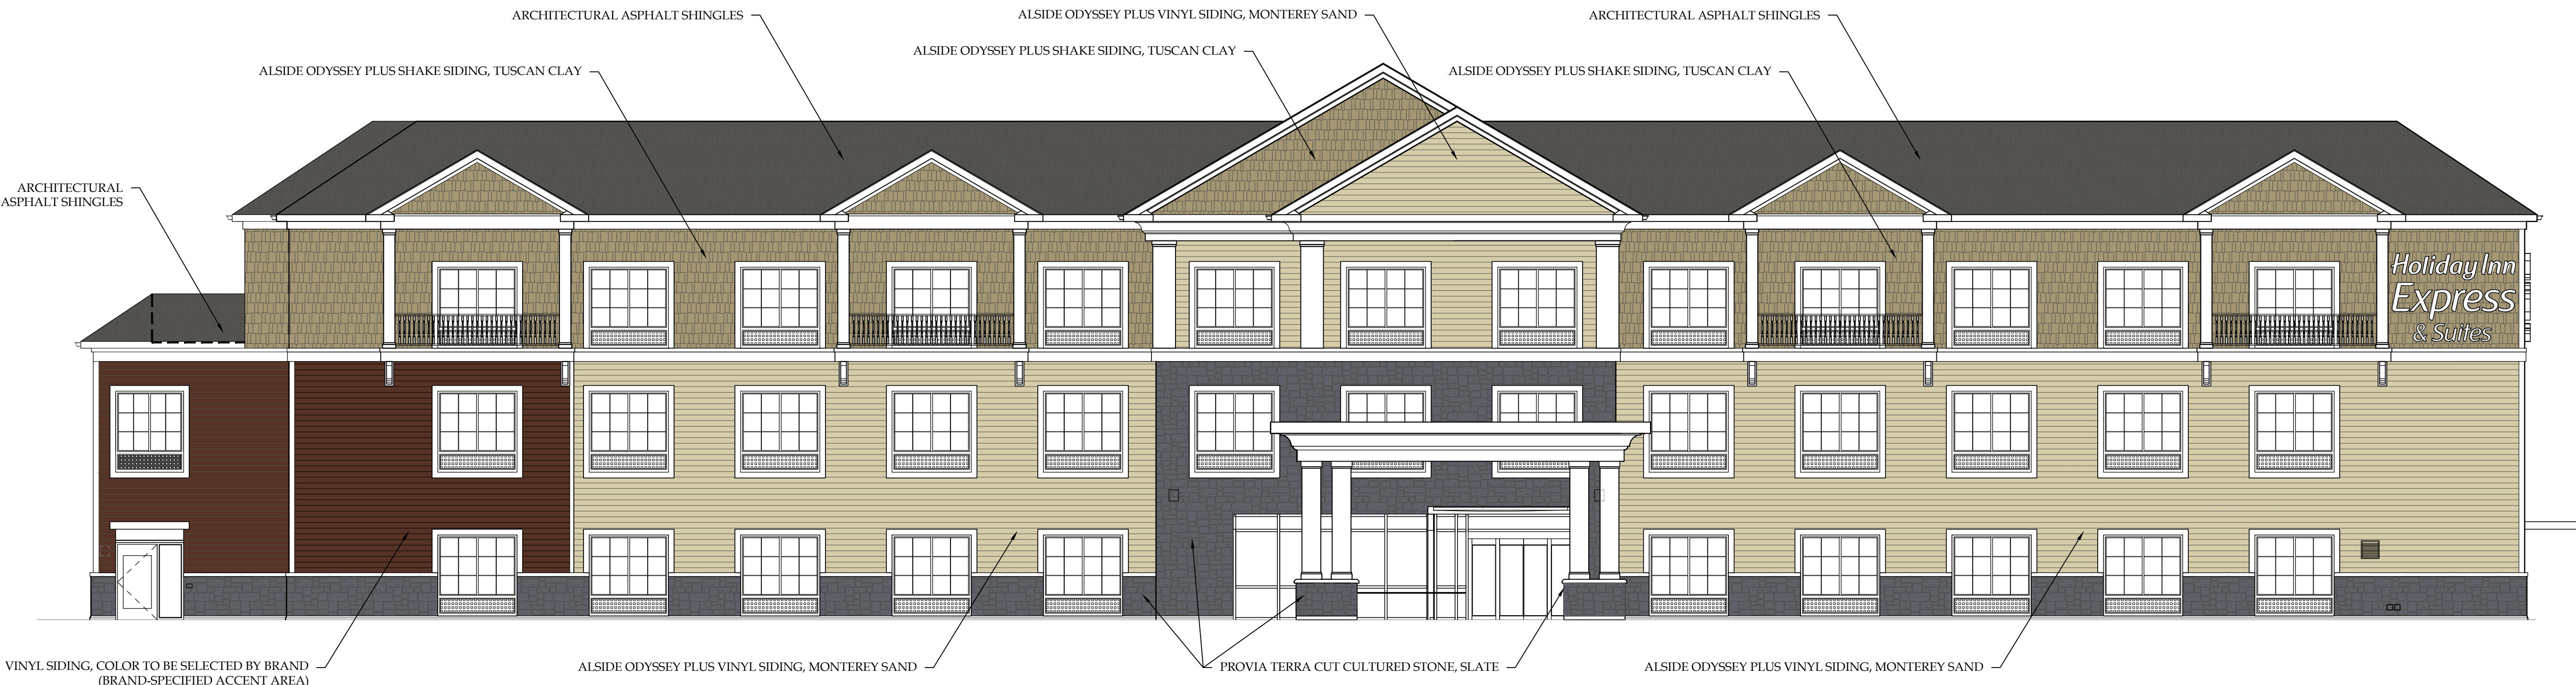 ARCHITECTURAL ASPHALT SHINGLES
ALSIDE ODYSSEY PLUS VINYL SIDING, MONTEREY SAND
ARCHITECTURAL ASPHALT SHINGLES
ALSIDE ODYSSEY PLUS SHAKE SIDING, TUSCAN CLAY
ALSIDE ODYSSEY PLUS SHAKE SIDING, TUSCAN CLAY
ALSIDE ODYSSEY PLUS SHAKE SIDING, TUSCAN CLAY
ARCHITECTURAL
ASPHALT SHINGLES
Holiday Inn
Express
& Suites
VINYL SIDING, COLOR TO BE SELECTED BY BRAND
(BRAND-SPECIFIED ACCENT AREA)
ALSIDE ODYSSEY PLUS VINYL SIDING, MONTEREY SAND
PROVIA TERRA CUT CULTURED STONE, SLATE
ALSIDE ODYSSEY PLUS VINYL SIDING, MONTEREY SAND